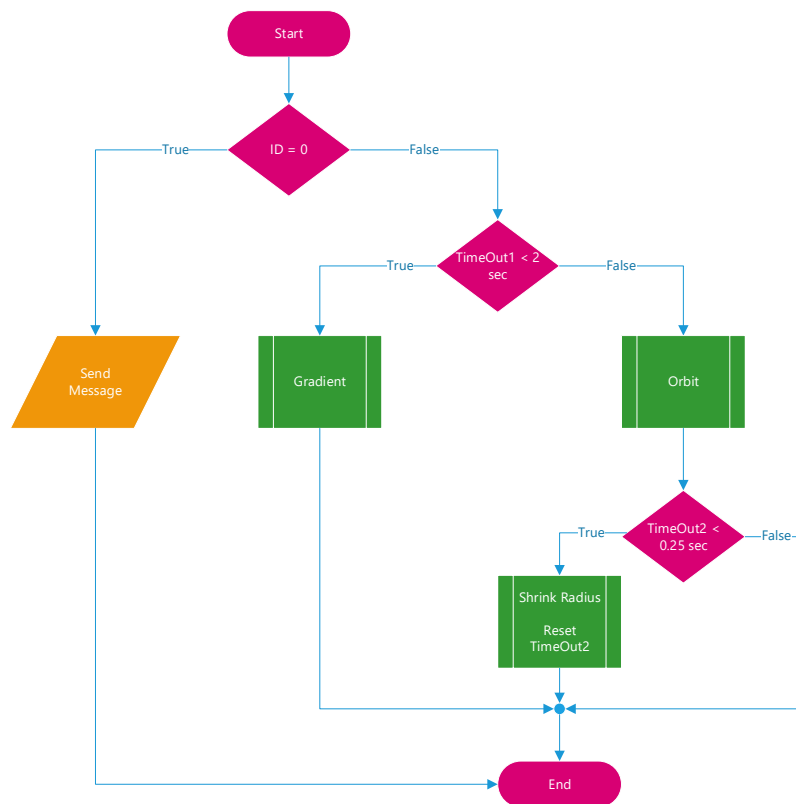 Start
ID = 0
True
False
TimeOut1 < 2
sec
True
False
Send
Message
Gradient
Orbit
TimeOut2 <
0.25 sec
True
False
Shrink Radius
Reset
TimeOut2
End